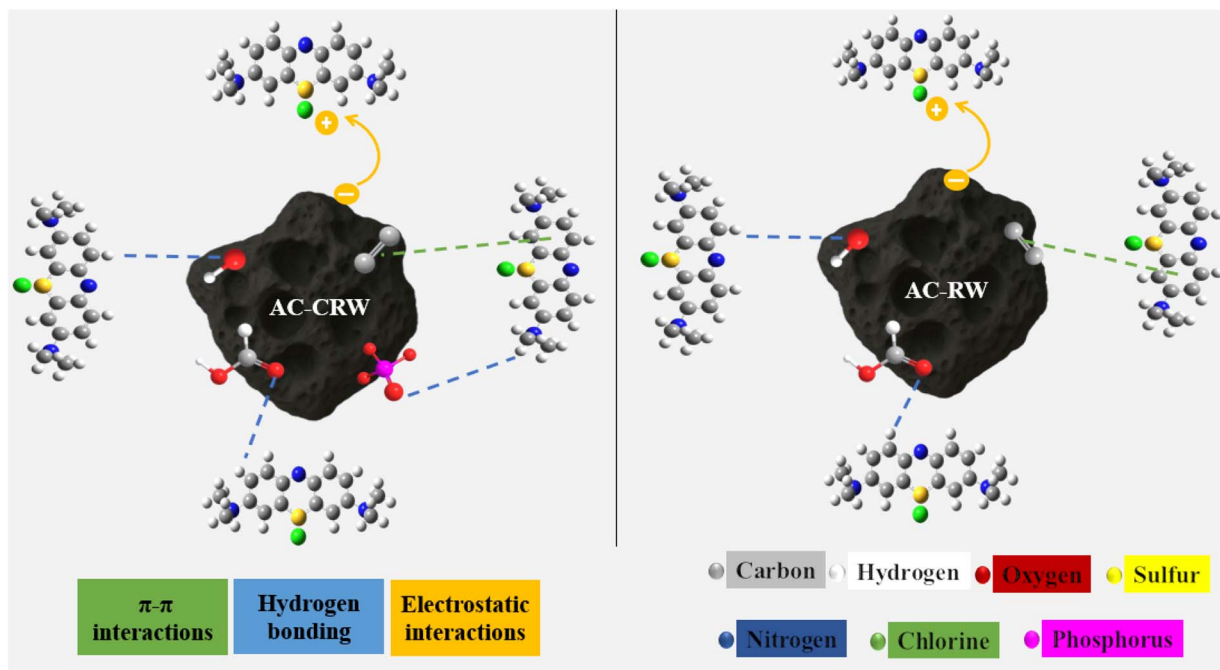 +
−
AC-CRW
+
−
AC-RW
π-π
interactions
Hydrogen
bonding
Electrostatic
interactions
Carbon
Hydrogen
Oxygen
Sulfur
Nitrogen
Chlorine
Phosphorus